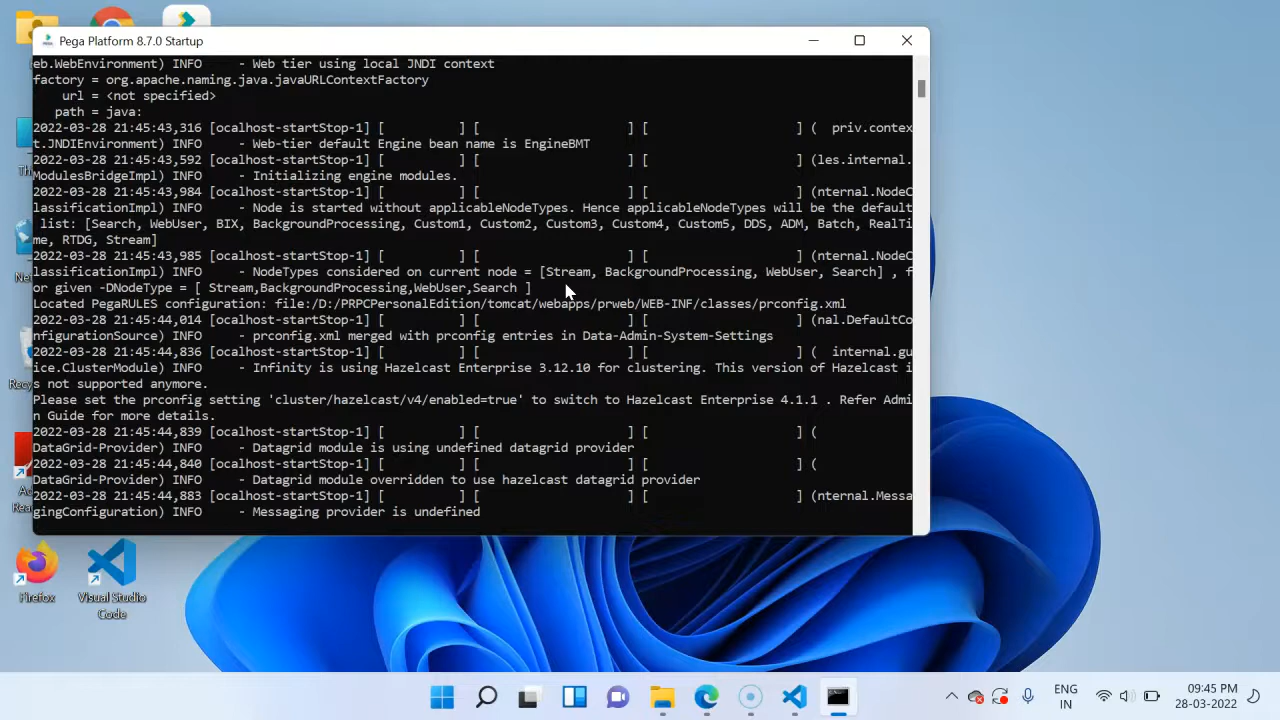 Pega Platform 8.7.0 Startup
eb.WebEnvironment) INFO - Web tier using local JNDI context
factory = org.apache.naming.java.javaURLContextFactory
url = <not specified>
path = java:
2022-03-28 21:45:43,316 [ocalhost-startStop-1] [ ] [ ] [ ] ( priv.contex
t.JNDIEnvironment) INFO - Web-tier default Engine bean name is EngineBMT
2022-03-28 21:45:43,592 [ocalhost-startStop-1] [ ] [ ] [ ] (les.internal.
ModulesBridgeImpl) INFO - Initializing engine modules.
2022-03-28 21:45:43,984 [ocalhost-startStop-1] [ ] [ ] [ ] (nternal.NodeC
lassificationImpl) INFO - Node is started without applicableNodeTypes. Hence applicableNodeTypes will be the default
list: [Search, WebUser, BIX, BackgroundProcessing, Custom1, Custom2, Custom3, Custom4, Custom5, DDS, ADM, Batch, RealTi
me, RTDG, Stream]
2022-03-28 21:45:43,985 [ocalhost-startStop-1] [ ] [ ] [ ] (nternal.NodeC
lassificationImpl) INFO - NodeTypes considered on current node = [Stream, BackgroundProcessing, WebUser, Search] , f
or given -DNodeType = [ Stream,BackgroundProcessing,WebUser,Search ]
Located PegaRULES configuration: file:/D:/PRPCPersonalEdition/tomcat/webapps/prweb/WEB-INF/classes/prconfig.xml
2022-03-28 21:45:44,014 [ocalhost-startStop-1] [ ] [ ] [ ] (nal.DefaultCo
nfigurationSource) INFO - prconfig.xml merged with prconfig entries in Data-Admin-System-Settings
2022-03-28 21:45:44,836 [ocalhost-startStop-1] [ ] [ ] [ ] ( internal.gu
ice.ClusterModule) INFO - Infinity is using Hazelcast Enterprise 3.12.10 for clustering. This version of Hazelcast i
s not supported anymore.
Please set the prconfig setting 'cluster/hazelcast/v4/enabled=true' to switch to Hazelcast Enterprise 4.1.1 . Refer Admi
n Guide for more details.
2022-03-28 21:45:44,839 [ocalhost-startStop-1] [ ] [ ] [ ] (
DataGrid-Provider) INFO - Datagrid module is using undefined datagrid provider
2022-03-28 21:45:44,840 [ocalhost-startStop-1] [ ] [ ] [ ] (
DataGrid-Provider) INFO - Datagrid module overridden to use hazelcast datagrid provider
2022-03-28 21:45:44,883 [ocalhost-startStop-1] [ ] [ ] [ ] (nternal.Messa
gingConfiguration) INFO - Messaging provider is undefined
Th
Ne
Recy
Ac
Rea
Firefox
Visual Studio
Code
ENG
IN
09:45 PM
28-03-2022